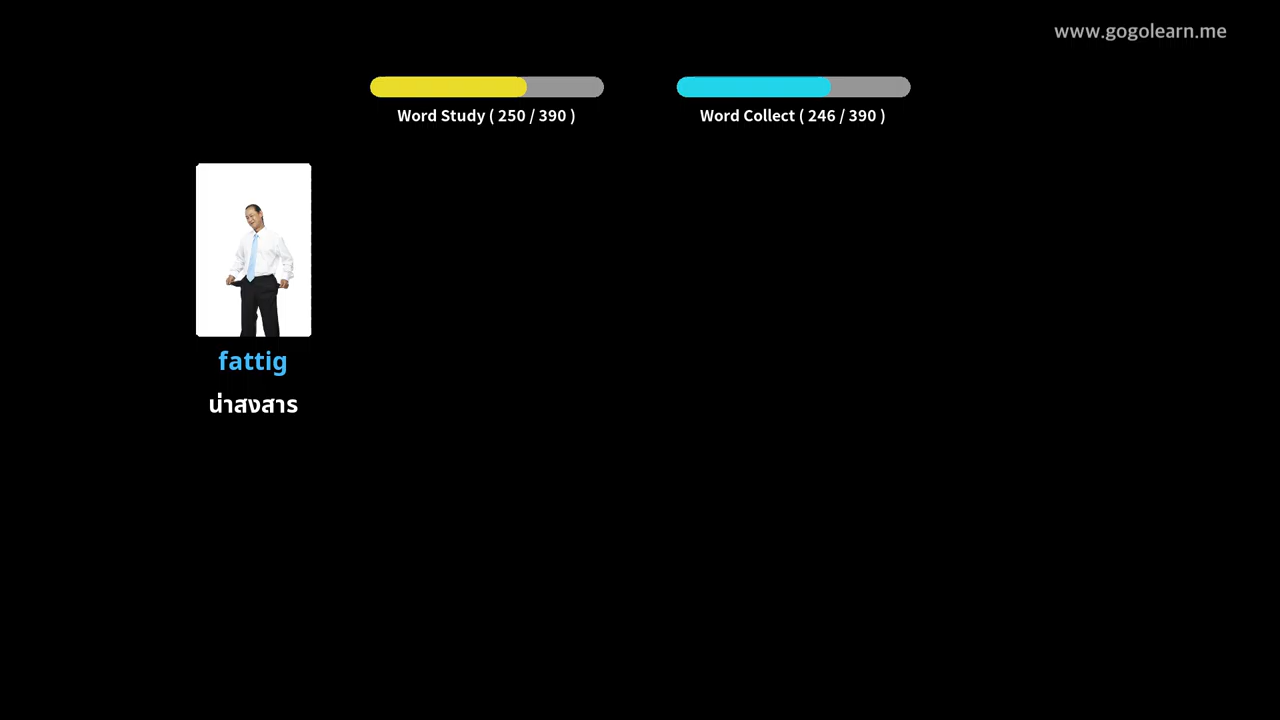 www.gogolearn.me
Word Study ( 250 / 390 )
Word Collect ( 246 / 390 )
fattig
น่าสงสาร